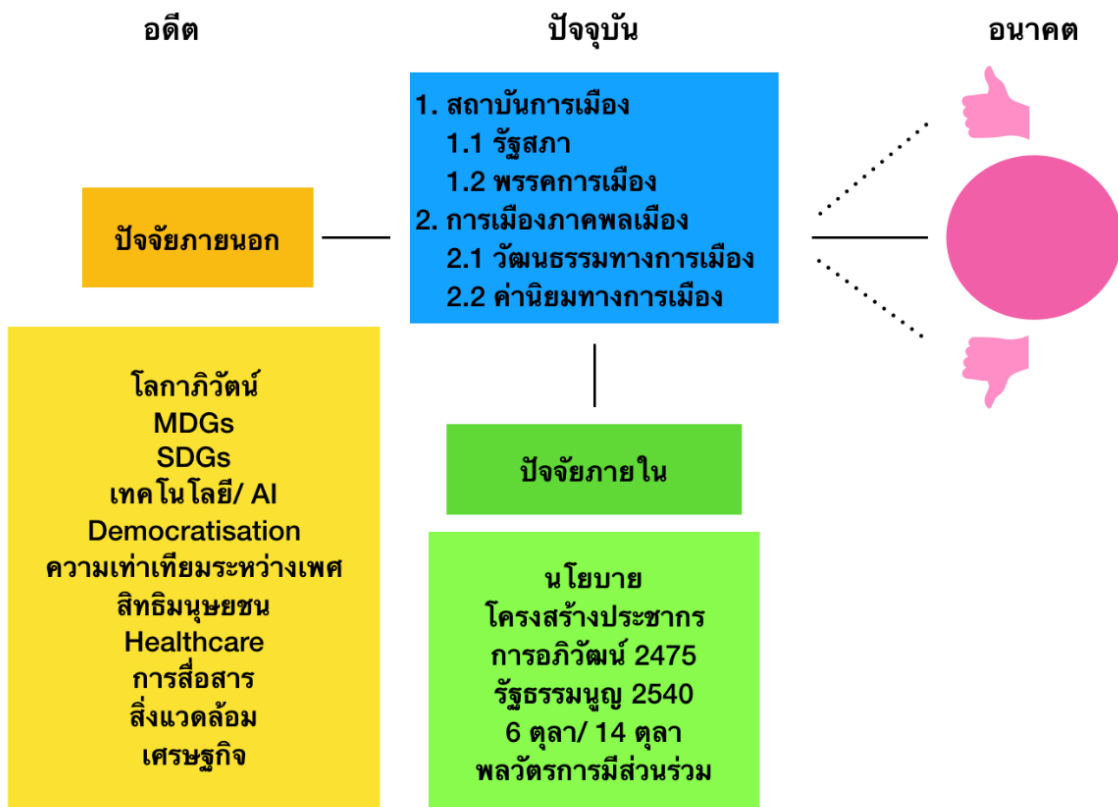 อดีต
ปัจจุบัน
อนาคต
1. สถาบันการเมือง
1.1 รัฐสภา
1.2 พรรคการเมือง
2. การเมืองภาคพลเมือง
2.1 วัฒนธรรมทางการเมือง
2.2 ค่านิยมทางการเมือง
ปัจจัยภายนอก
โลกาภิวัตน์
MDGs
SDGs
เทคโนโลยี/ AI
Democratisation
ความเท่าเทียมระหว่างเพศ
สิทธิมนุษยชน
Healthcare
การสื่อสาร
สิ่งแวดล้อม
เศรษฐกิจ
ปัจจัยภายใน
นโยบาย
โครงสร้างประชากร
การอภิวัฒน์ 2475
รัฐธรรมนูญ 2540
6 ตุลา/ 14 ตุลา
พลวัตรการมีส่วนร่วม